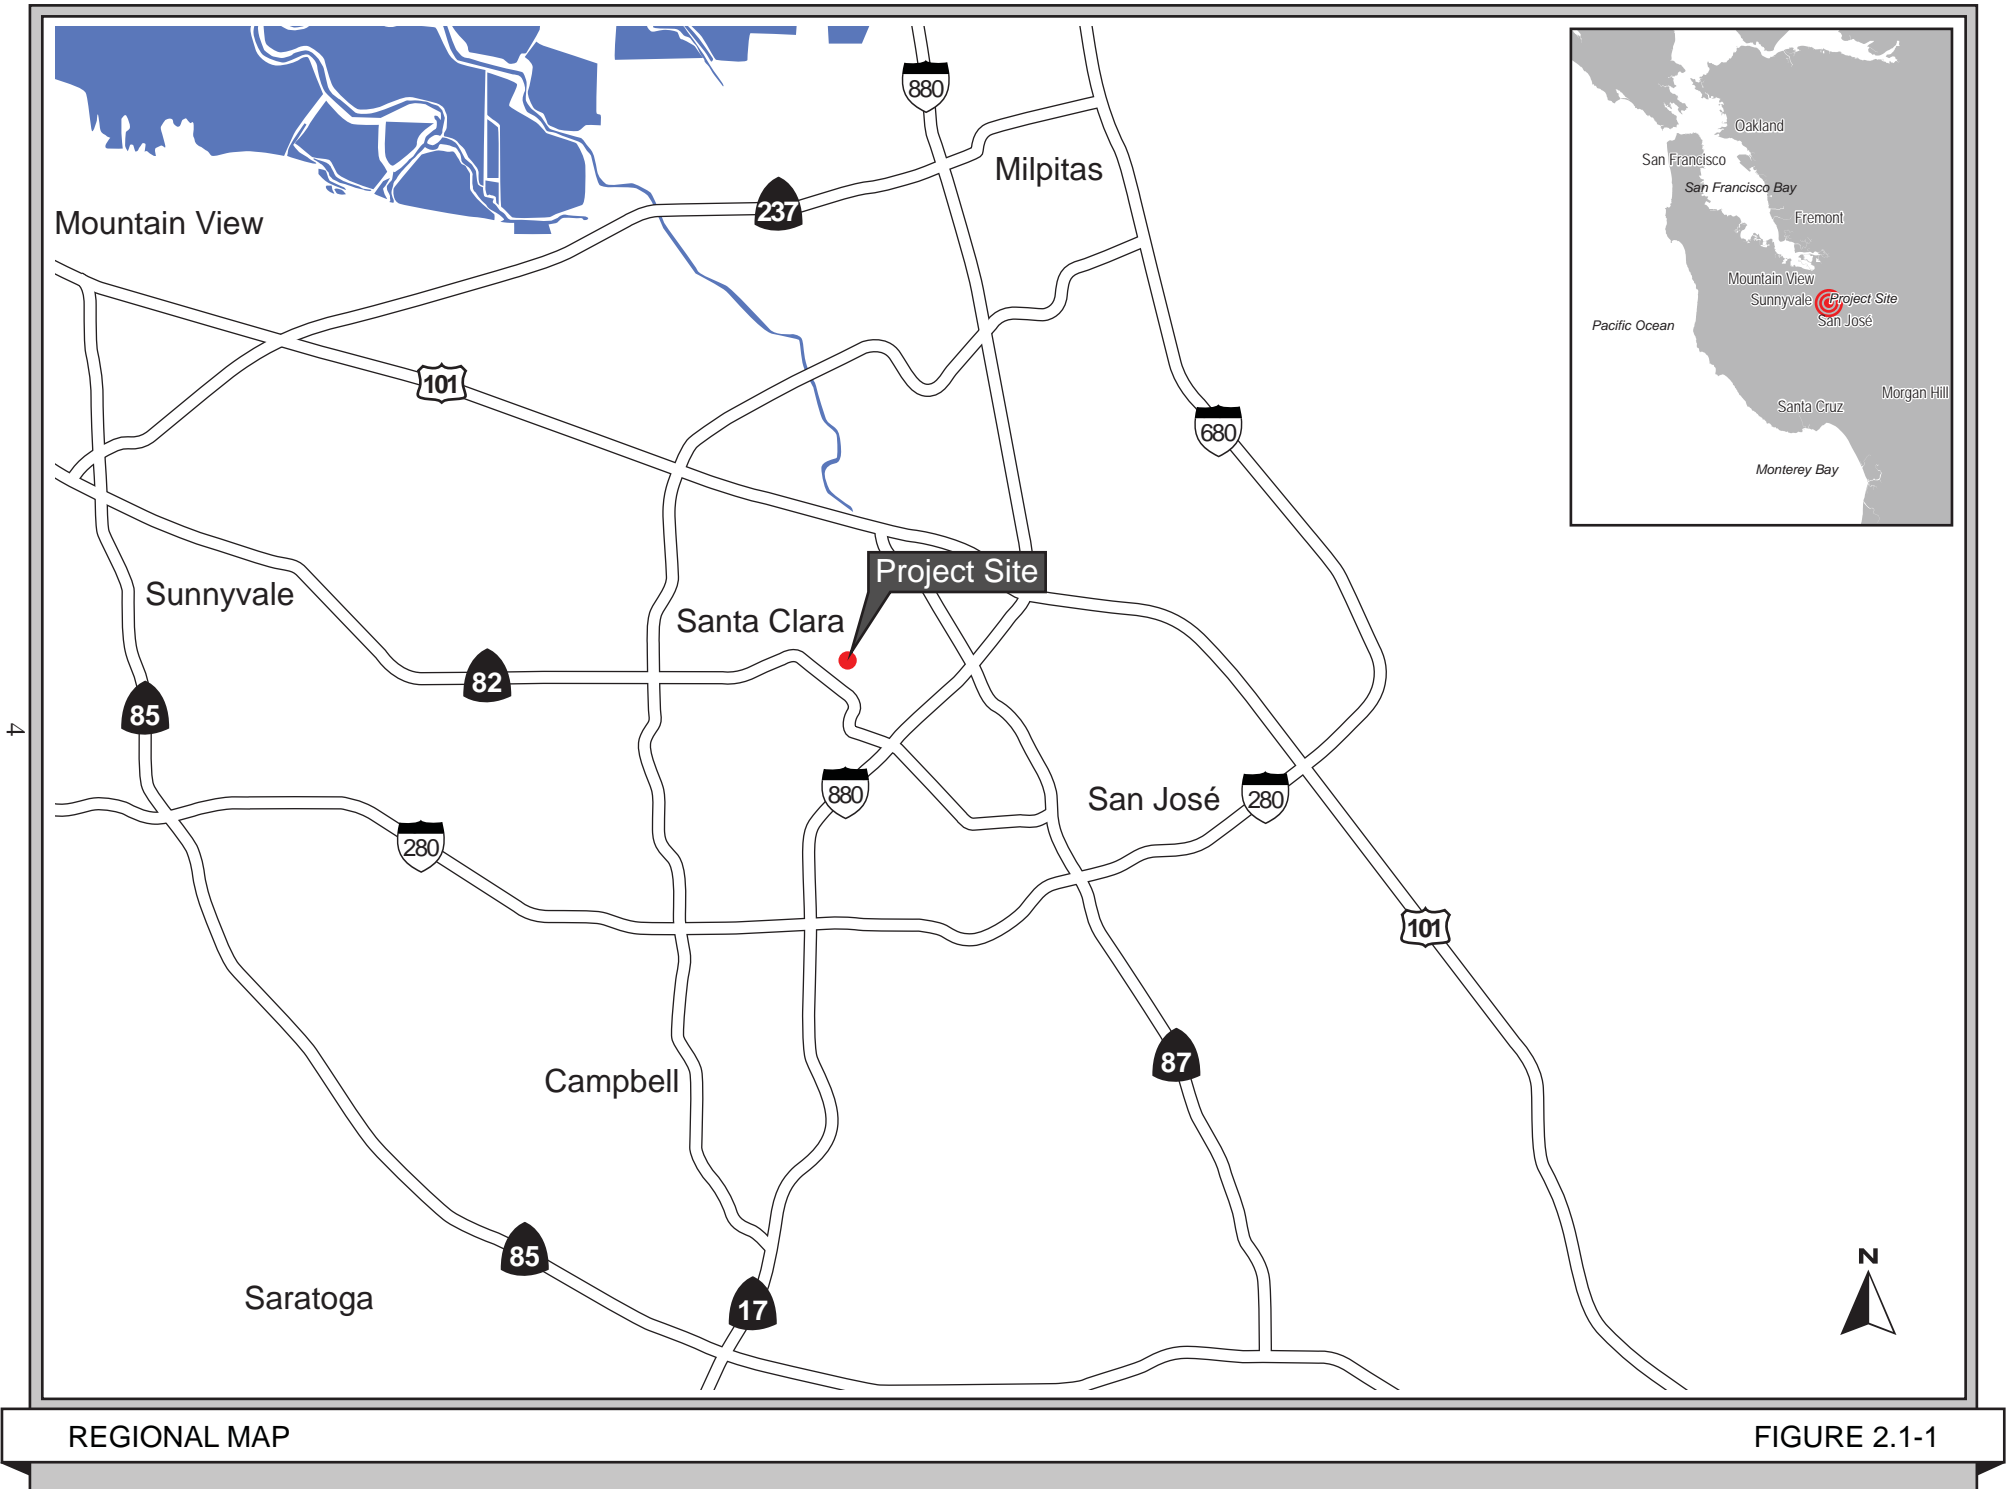 880
Milpitas
237
Mountain View
101
680
Project Site
Sunnyvale
Santa Clara
82
85
880
San José
280
280
101
87
Campbell
85
17
Saratoga
N
Oakland
San Francisco
San Francisco Bay
Fremont
Mountain View
Sunnyvale
Project Site
San José
Pacific Ocean
Morgan Hill
Santa Cruz
Monterey Bay
4
REGIONAL MAP
FIGURE 2.1-1